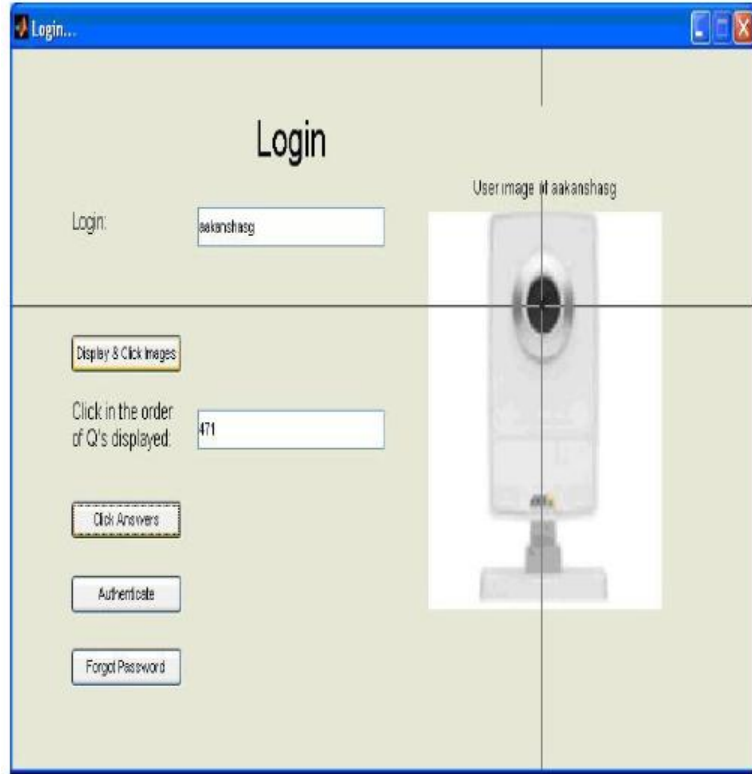 Login...
Login
User image of aakanshasg
Login:
aakanshasg
Display & Click Images
Click in the order
of Q's displayed:
471
Click Answers
Authenticate
Forgot Password